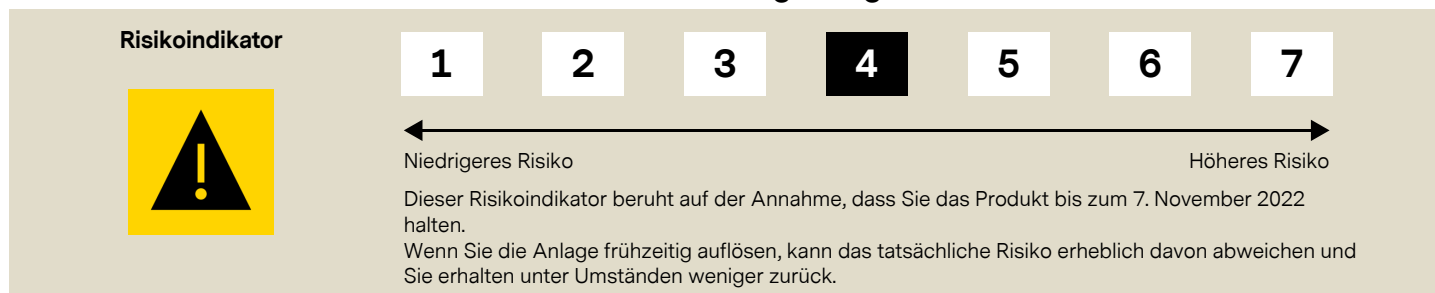 Risikoindikator
1 2 3 4 5 6 7
Niedrigeres Risiko Höheres Risiko
Dieser Risikoindikator beruht auf der Annahme, dass Sie das Produkt bis zum 7. November 2022
halten.
Wenn Sie die Anlage frühzeitig auflösen, kann das tatsächliche Risiko erheblich davon abweichen und
Sie erhalten unter Umständen weniger zurück.